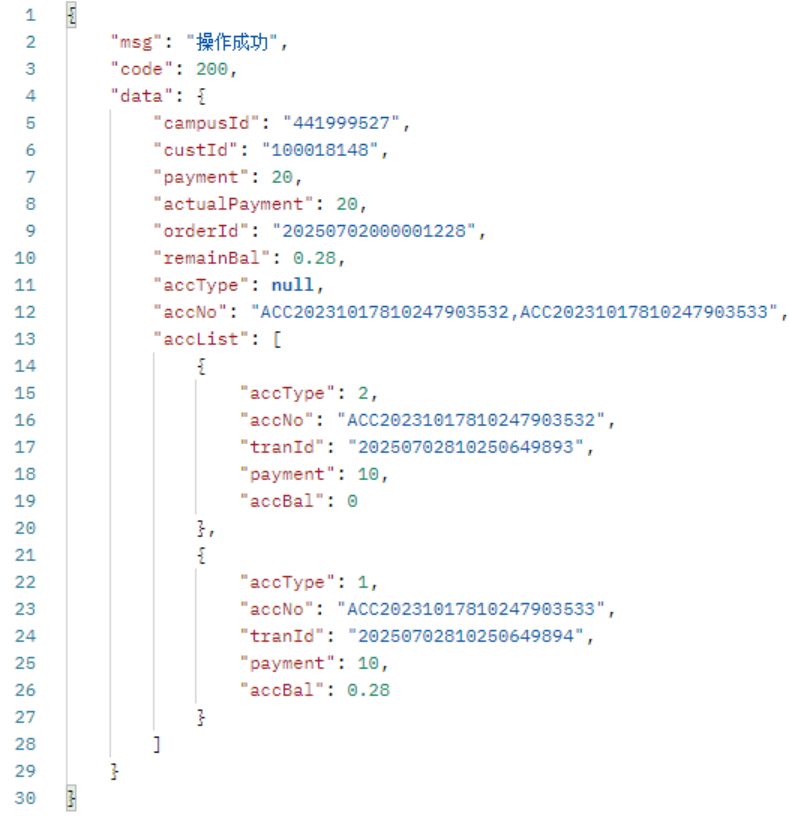 1 {
2 "msg": "操作成功",
3 "code": 200,
4 "data": {
5 "campusId": "441999527",
6 "custId": "100018148",
7 "payment": 20,
8 "actualPayment": 20,
9 "orderId": "20250702000001228",
10 "remainBal": 0.28,
11 "accType": null,
12 "accNo": "ACC20231017810247903532,ACC20231017810247903533",
13 "accList": [
14 {
15 "accType": 2,
16 "accNo": "ACC20231017810247903532",
17 "tranId": "20250702810250649893",
18 "payment": 10,
19 "accBal": 0
20 },
21 {
22 "accType": 1,
23 "accNo": "ACC20231017810247903533",
24 "tranId": "20250702810250649894",
25 "payment": 10,
26 "accBal": 0.28
27 }
28 ]
29 }
30 }